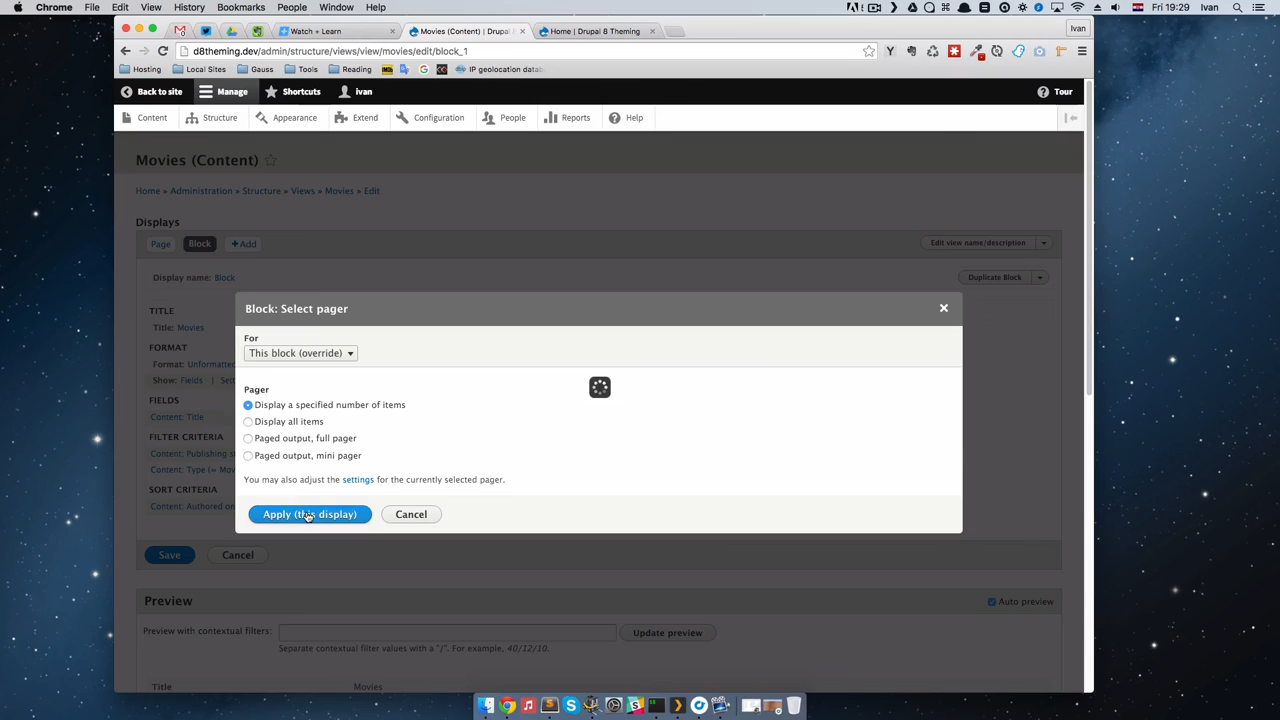 Chrome File Edit View History Bookmarks People Window Help Fri 19:29 Ivan
Watch + Learn Movies (Content) | Drupal Home | Drupal 8 Theming Ivan
d8theming.dev/admin/structure/views/view/movies/edit/block_1
Hosting Local Sites Gauss Tools Reading IP geolocation datab
Back to site Manage Shortcuts ivan Tour
Content Structure Appearance Extend Configuration People Reports Help
Movies (Content)
Home » Administration » Structure » Views » Movies » Edit
Displays
Page Block + Add Edit view name/description
Display name: Block Duplicate Block
TITLE
Title: Movies
FORMAT
Format: Unformatted
Show: Fields | Sett
FIELDS
Content: Title
FILTER CRITERIA
Content: Publishing s
Content: Type (= Mov
SORT CRITERIA
Content: Authored on
Block: Select pager
For
This block (override)
Pager
Display a specified number of items
Display all items
Paged output, full pager
Paged output, mini pager
You may also adjust the settings for the currently selected pager.
Apply (this display) Cancel
Save Cancel
Preview Auto preview
Preview with contextual filters: Update preview
Separate contextual filter values with a "/". For example, 40/12/10.
Title Movies